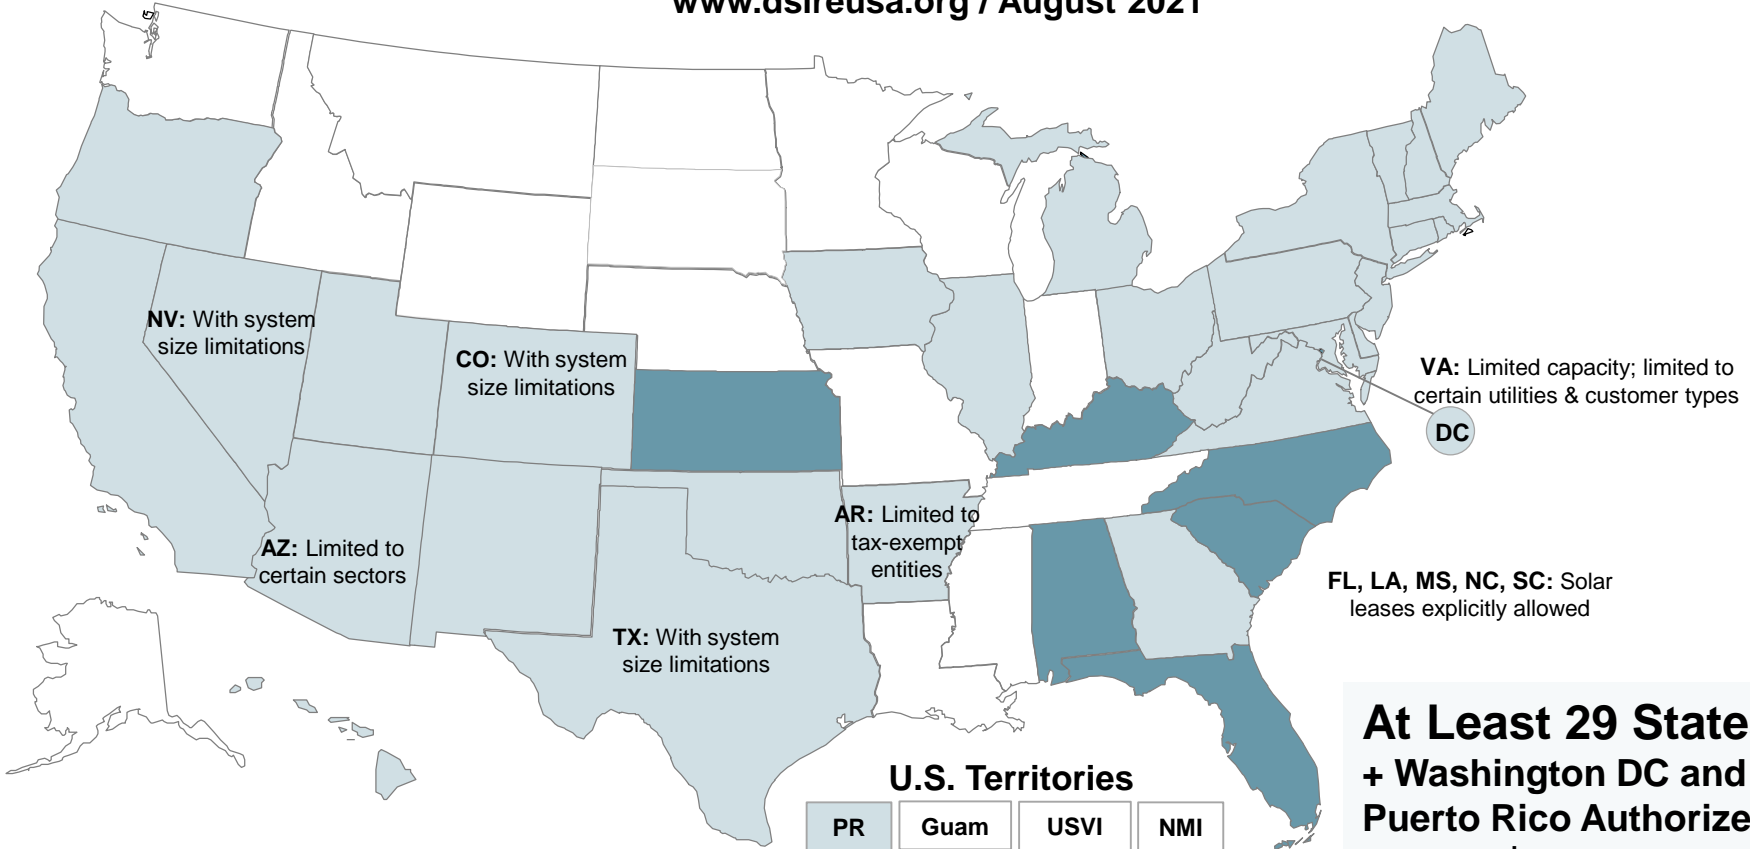 www.dsireusa.org / August 2021
NV: With system
size limitations
CO: With system
size limitations
VA: Limited capacity; limited to
certain utilities & customer types
DC
AR: Limited to
tax-exempt
entities
AZ: Limited to
certain sectors
FL, LA, MS, NC, SC: Solar
leases explicitly allowed
TX: With system
size limitations
At Least 29 State
+ Washington DC and
Puerto Rico Authorize
U.S. Territories
PR
Guam
USVI
NMI